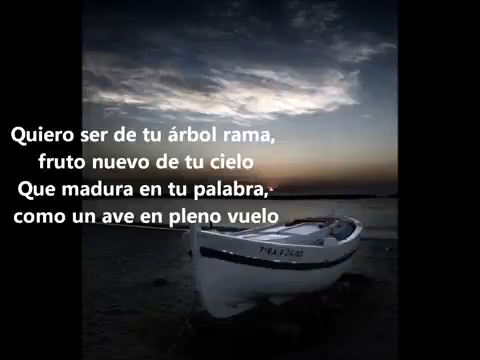 Quiero ser de tu árbol rama,
fruto nuevo de tu cielo
Que madura en tu palabra,
como un ave en pleno vuelo